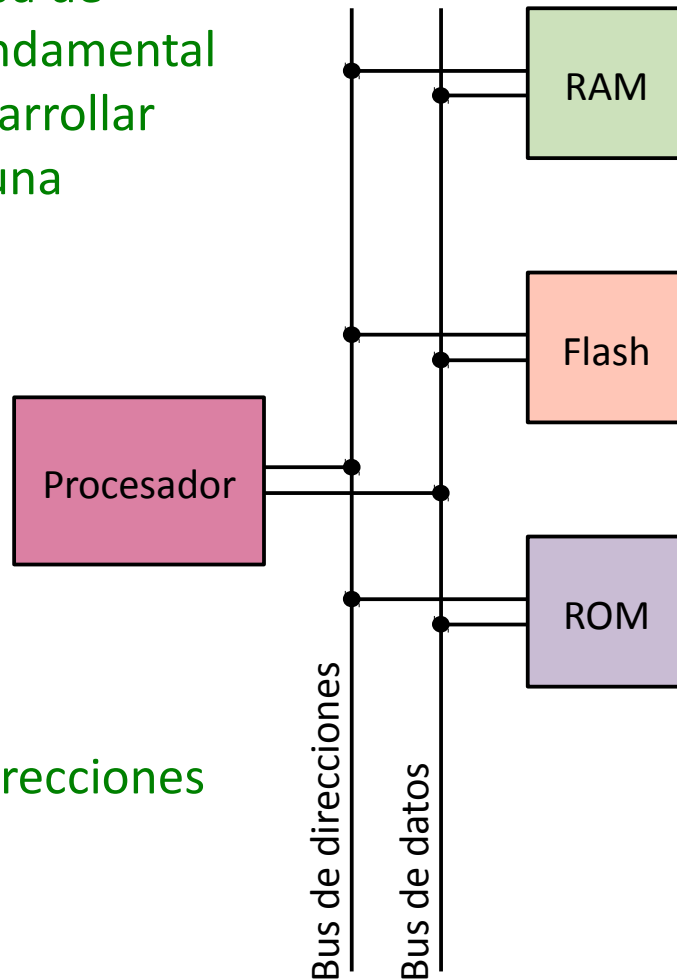 ndamental
arrollar
una
RAM
Flash
Procesador
ROM
recciones
Bus de direcciones
Bus de datos